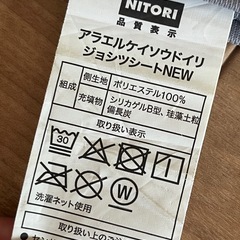 NITORI
品質表示
アラエルケイソウドイリ
ジョシツシートNEW
組成
側生地 ポリエステル100%
充填物 シリカゲルB型、珪藻土粒
備長炭
取り扱い表示
30
W
洗濯ネット使用
取り扱い上のご注意